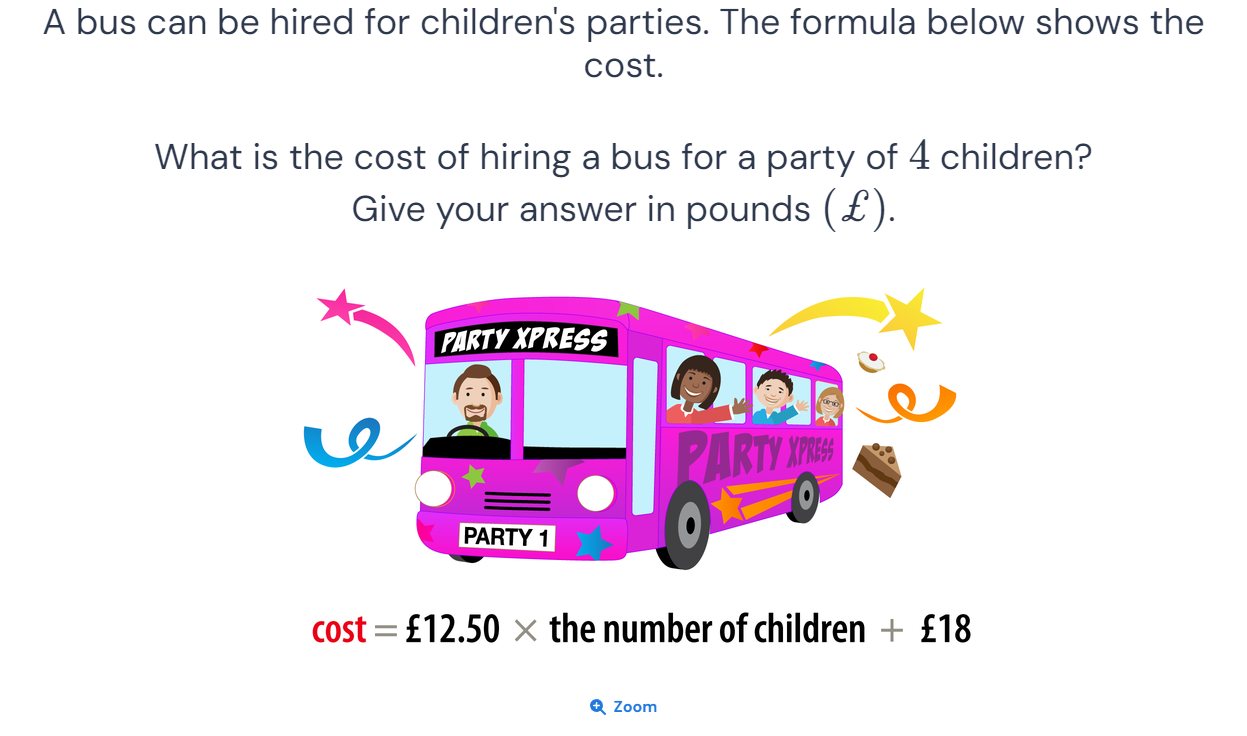 A bus can be hired for children's parties. The formula below shows the
cost.
What is the cost of hiring a bus for a party of 4 children?
Give your answer in pounds (£).
PARTY XPRESS
PARTY XPRESS
PARTY 1
cost = £12.50 × the number of children + £18
Zoom